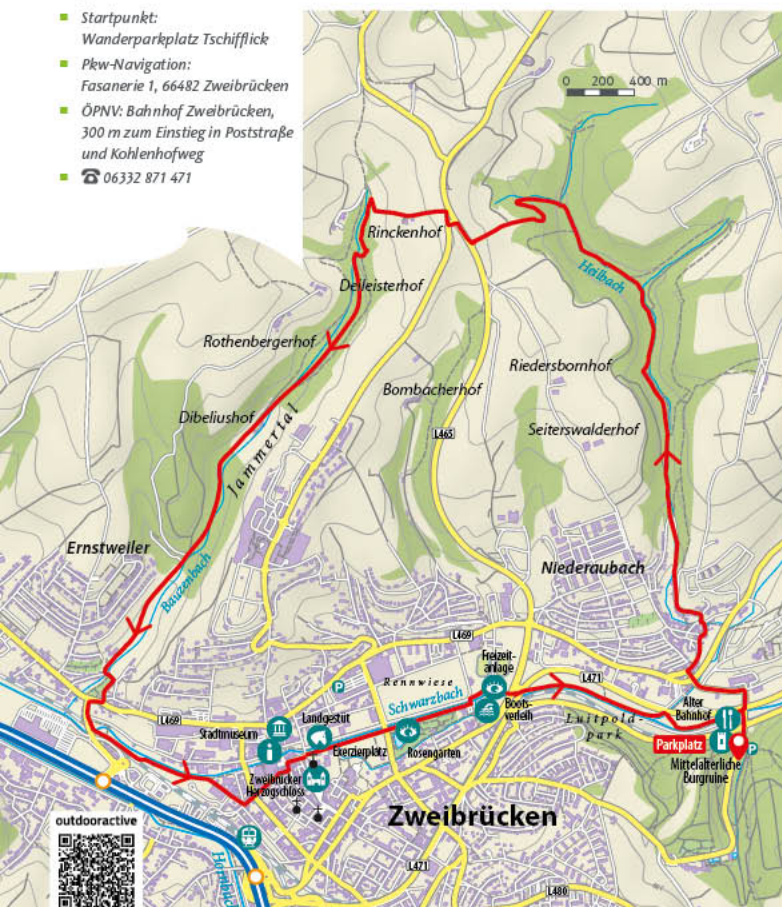 Startpunkt:
Wanderparkplatz Tschifflick
Pkw-Navigation:
Fasanerie 1, 66482 Zweibrücken
ÖPNV: Bahnhof Zweibrücken,
300 m zum Einstieg in Poststraße
und Kohlenhofweg
06332 871 471
0 200 400 m
Rinckenhof
Heilbach
Delleisterhof
Rothenbergerhof
Riedersbornhof
Bombacherhof
Dibeliushof
Jammertal
L465
Seiterswalderhof
Ernstweiler
Bauzenbach
Niederaubach
L469
Freizeit-
anlage
Rennwiese
L471
P
Schwarzbach
Boots-
verleih
Luitpold-
park
Alter
Bahnhof
L469
Landgestüt
Stadtmuseum
Exerzierplatz
Rosengarten
Parkplatz
P
Mittelalterliche
Burgruine
Zweibrücker
Herzogschloss
Zweibrücken
outdooractive
Hornbach
L471
L480